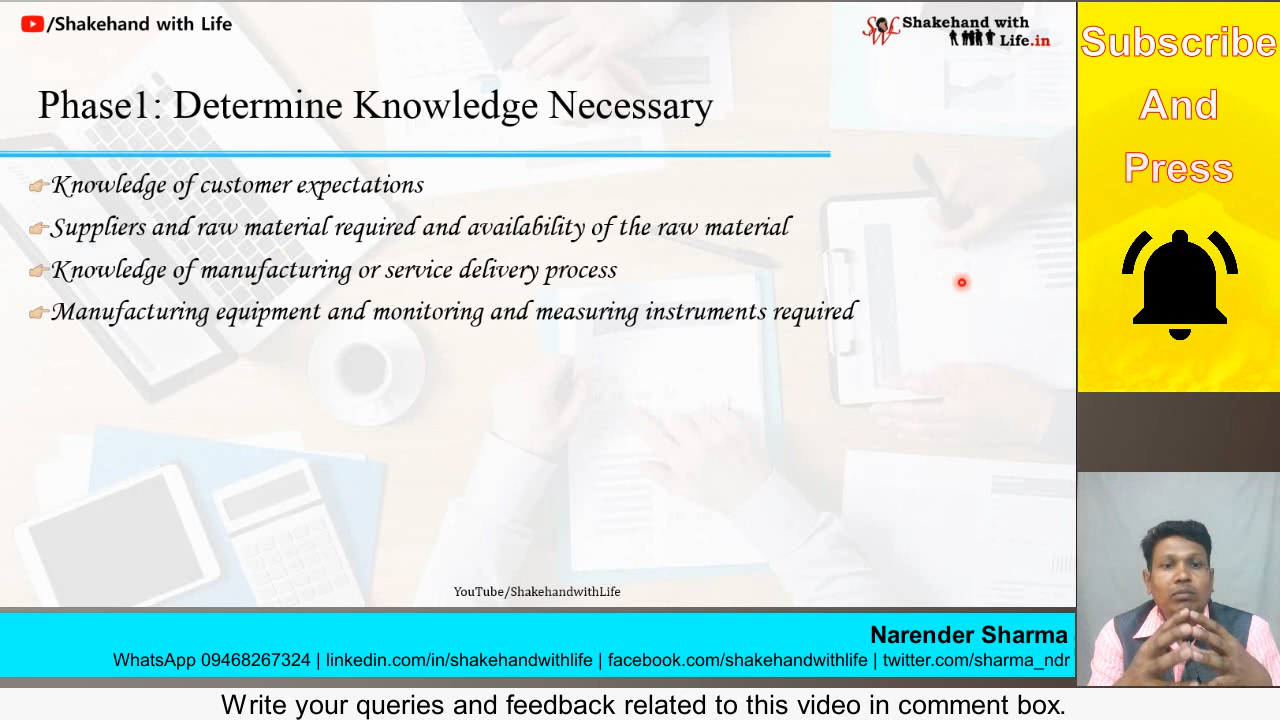 /Shakehand with Life
SWL Shakehand with
Life.in
Phase1: Determine Knowledge Necessary
Knowledge of customer expectations
Suppliers and raw material required and availability of the raw material
Knowledge of manufacturing or service delivery process
Manufacturing equipment and monitoring and measuring instruments required
YouTube/ShakehandwithLife
Subscribe
And
Press
Narender Sharma
WhatsApp 09468267324 | linkedin.com/in/shakehandwithlife | facebook.com/shakehandwithlife | twitter.com/sharma_ndr
Write your queries and feedback related to this video in comment box.